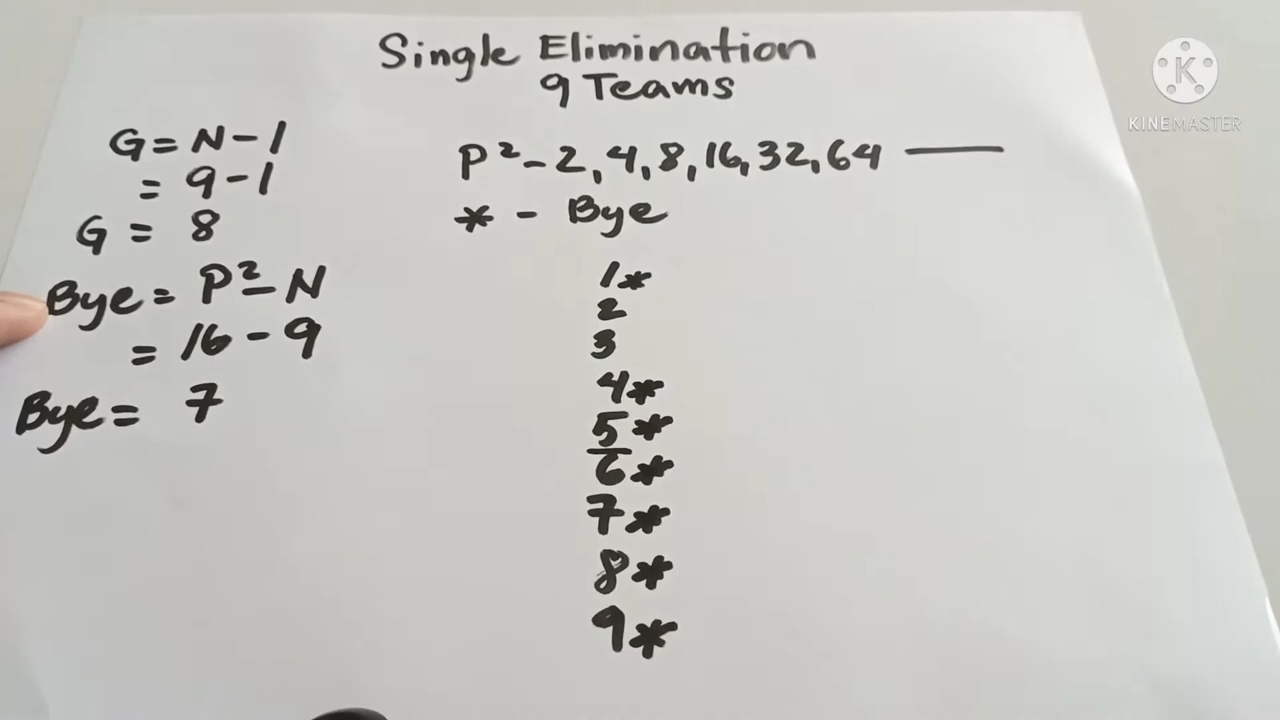 Single Elimination
9 Teams
G = N - 1
= 9 - 1
G = 8
Bye = P² - N
= 16 - 9
Bye = 7
P² - 2, 4, 8, 16, 32, 64 —
* - Bye
1*
2
3
4*
5*
6*
7*
8*
9*
K
KINEMASTER